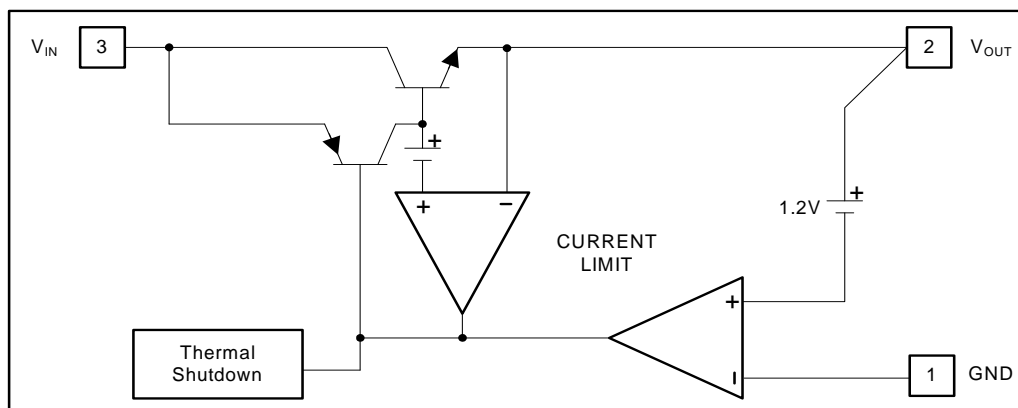 V_IN 3
2 V_OUT
+
+ −
1.2V +
CURRENT
LIMIT
+
−
Thermal
Shutdown
1 GND